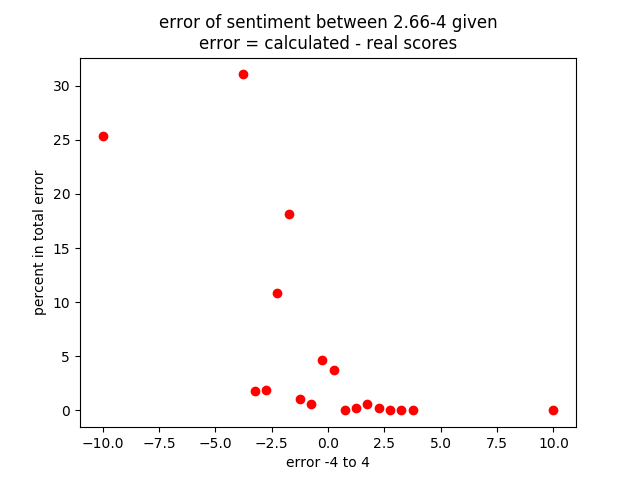 error of sentiment between 2.66-4 given
error = calculated - real scores
percent in total error
30
25
20
15
10
5
0
−10.0 −7.5 −5.0 −2.5 0.0 2.5 5.0 7.5 10.0
error -4 to 4